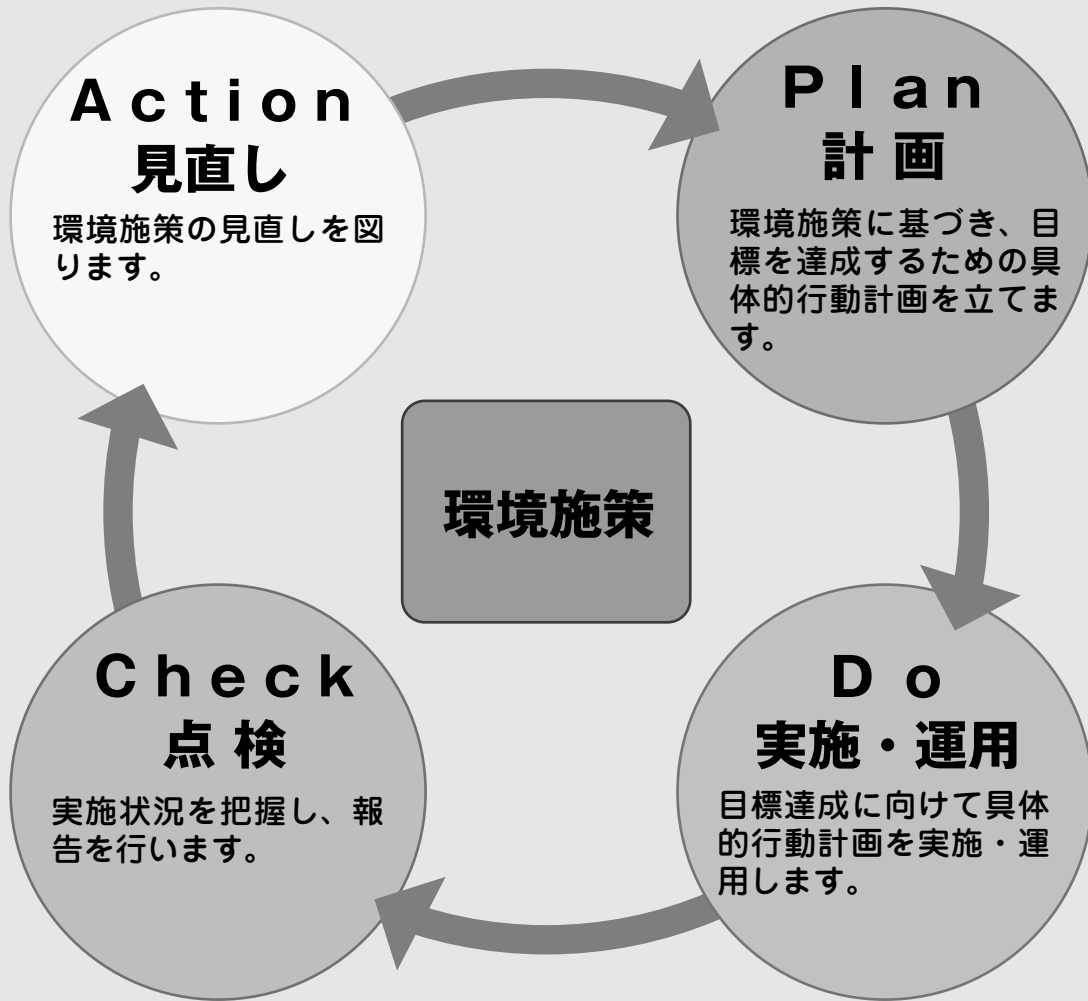 Action
見直し
環境施策の見直しを図
ります。
Plan
計画
環境施策に基づき、目
標を達成するための具
体的行動計画を立てま
す。
環境施策
Check
点検
実施状況を把握し、報
告を行います。
Do
実施・運用
目標達成に向けて具体
的行動計画を実施・運
用します。